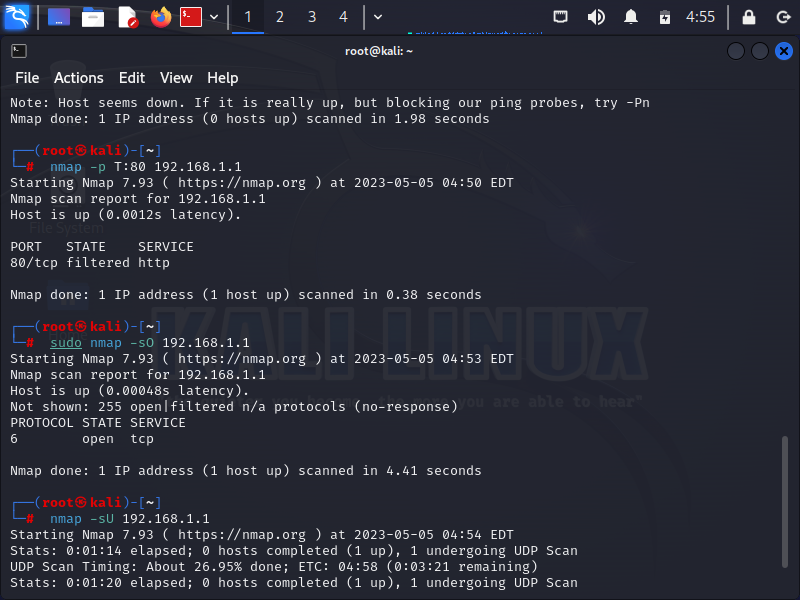 1 2 3 4 4:55
root@kali: ~
File Actions Edit View Help
Note: Host seems down. If it is really up, but blocking our ping probes, try -Pn
Nmap done: 1 IP address (0 hosts up) scanned in 1.98 seconds
(root㉿kali)-[~]
# nmap -p T:80 192.168.1.1
Starting Nmap 7.93 ( https://nmap.org ) at 2023-05-05 04:50 EDT
Nmap scan report for 192.168.1.1
Host is up (0.0012s latency).
File System
PORT STATE SERVICE
80/tcp filtered http
Nmap done: 1 IP address (1 host up) scanned in 0.38 seconds
(root㉿kali)-[~]
# sudo nmap -sO 192.168.1.1
KALI LINUX
Starting Nmap 7.93 ( https://nmap.org ) at 2023-05-05 04:53 EDT
Nmap scan report for 192.168.1.1
Host is up (0.00048s latency).
Not shown: 255 open|filtered n/a protocols (no-response)
you are able to hear"
PROTOCOL STATE SERVICE
6 open tcp
Nmap done: 1 IP address (1 host up) scanned in 4.41 seconds
(root㉿kali)-[~]
# nmap -sU 192.168.1.1
Starting Nmap 7.93 ( https://nmap.org ) at 2023-05-05 04:54 EDT
Stats: 0:01:14 elapsed; 0 hosts completed (1 up), 1 undergoing UDP Scan
UDP Scan Timing: About 26.95% done; ETC: 04:58 (0:03:21 remaining)
Stats: 0:01:20 elapsed; 0 hosts completed (1 up), 1 undergoing UDP Scan